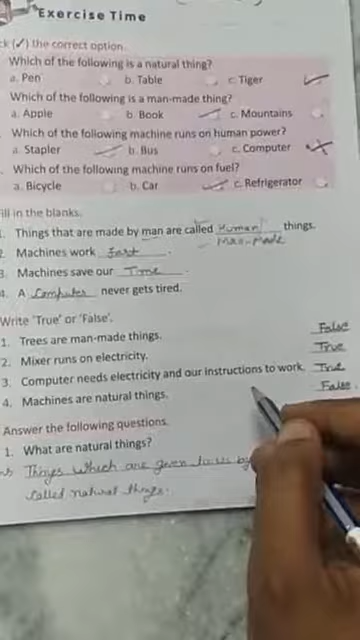 Exercise Time
ck (✓) the correct option.
Which of the following is a natural thing?
a. Pen b. Table c. Tiger
Which of the following is a man-made thing?
a. Apple b. Book c. Mountains
Which of the following machine runs on human power?
a. Stapler b. Bus c. Computer
Which of the following machine runs on fuel?
a. Bicycle b. Car c. Refrigerator
ill in the blanks.
1. Things that are made by man are called Human things.
Man-made
2. Machines work fast.
3. Machines save our Time.
4. A Computer never gets tired.
Write 'True' or 'False'.
1. Trees are man-made things. False
2. Mixer runs on electricity. True
3. Computer needs electricity and our instructions to work. True
4. Machines are natural things. False
Answer the following questions.
1. What are natural things?
Things which are given to us by
called natural things.